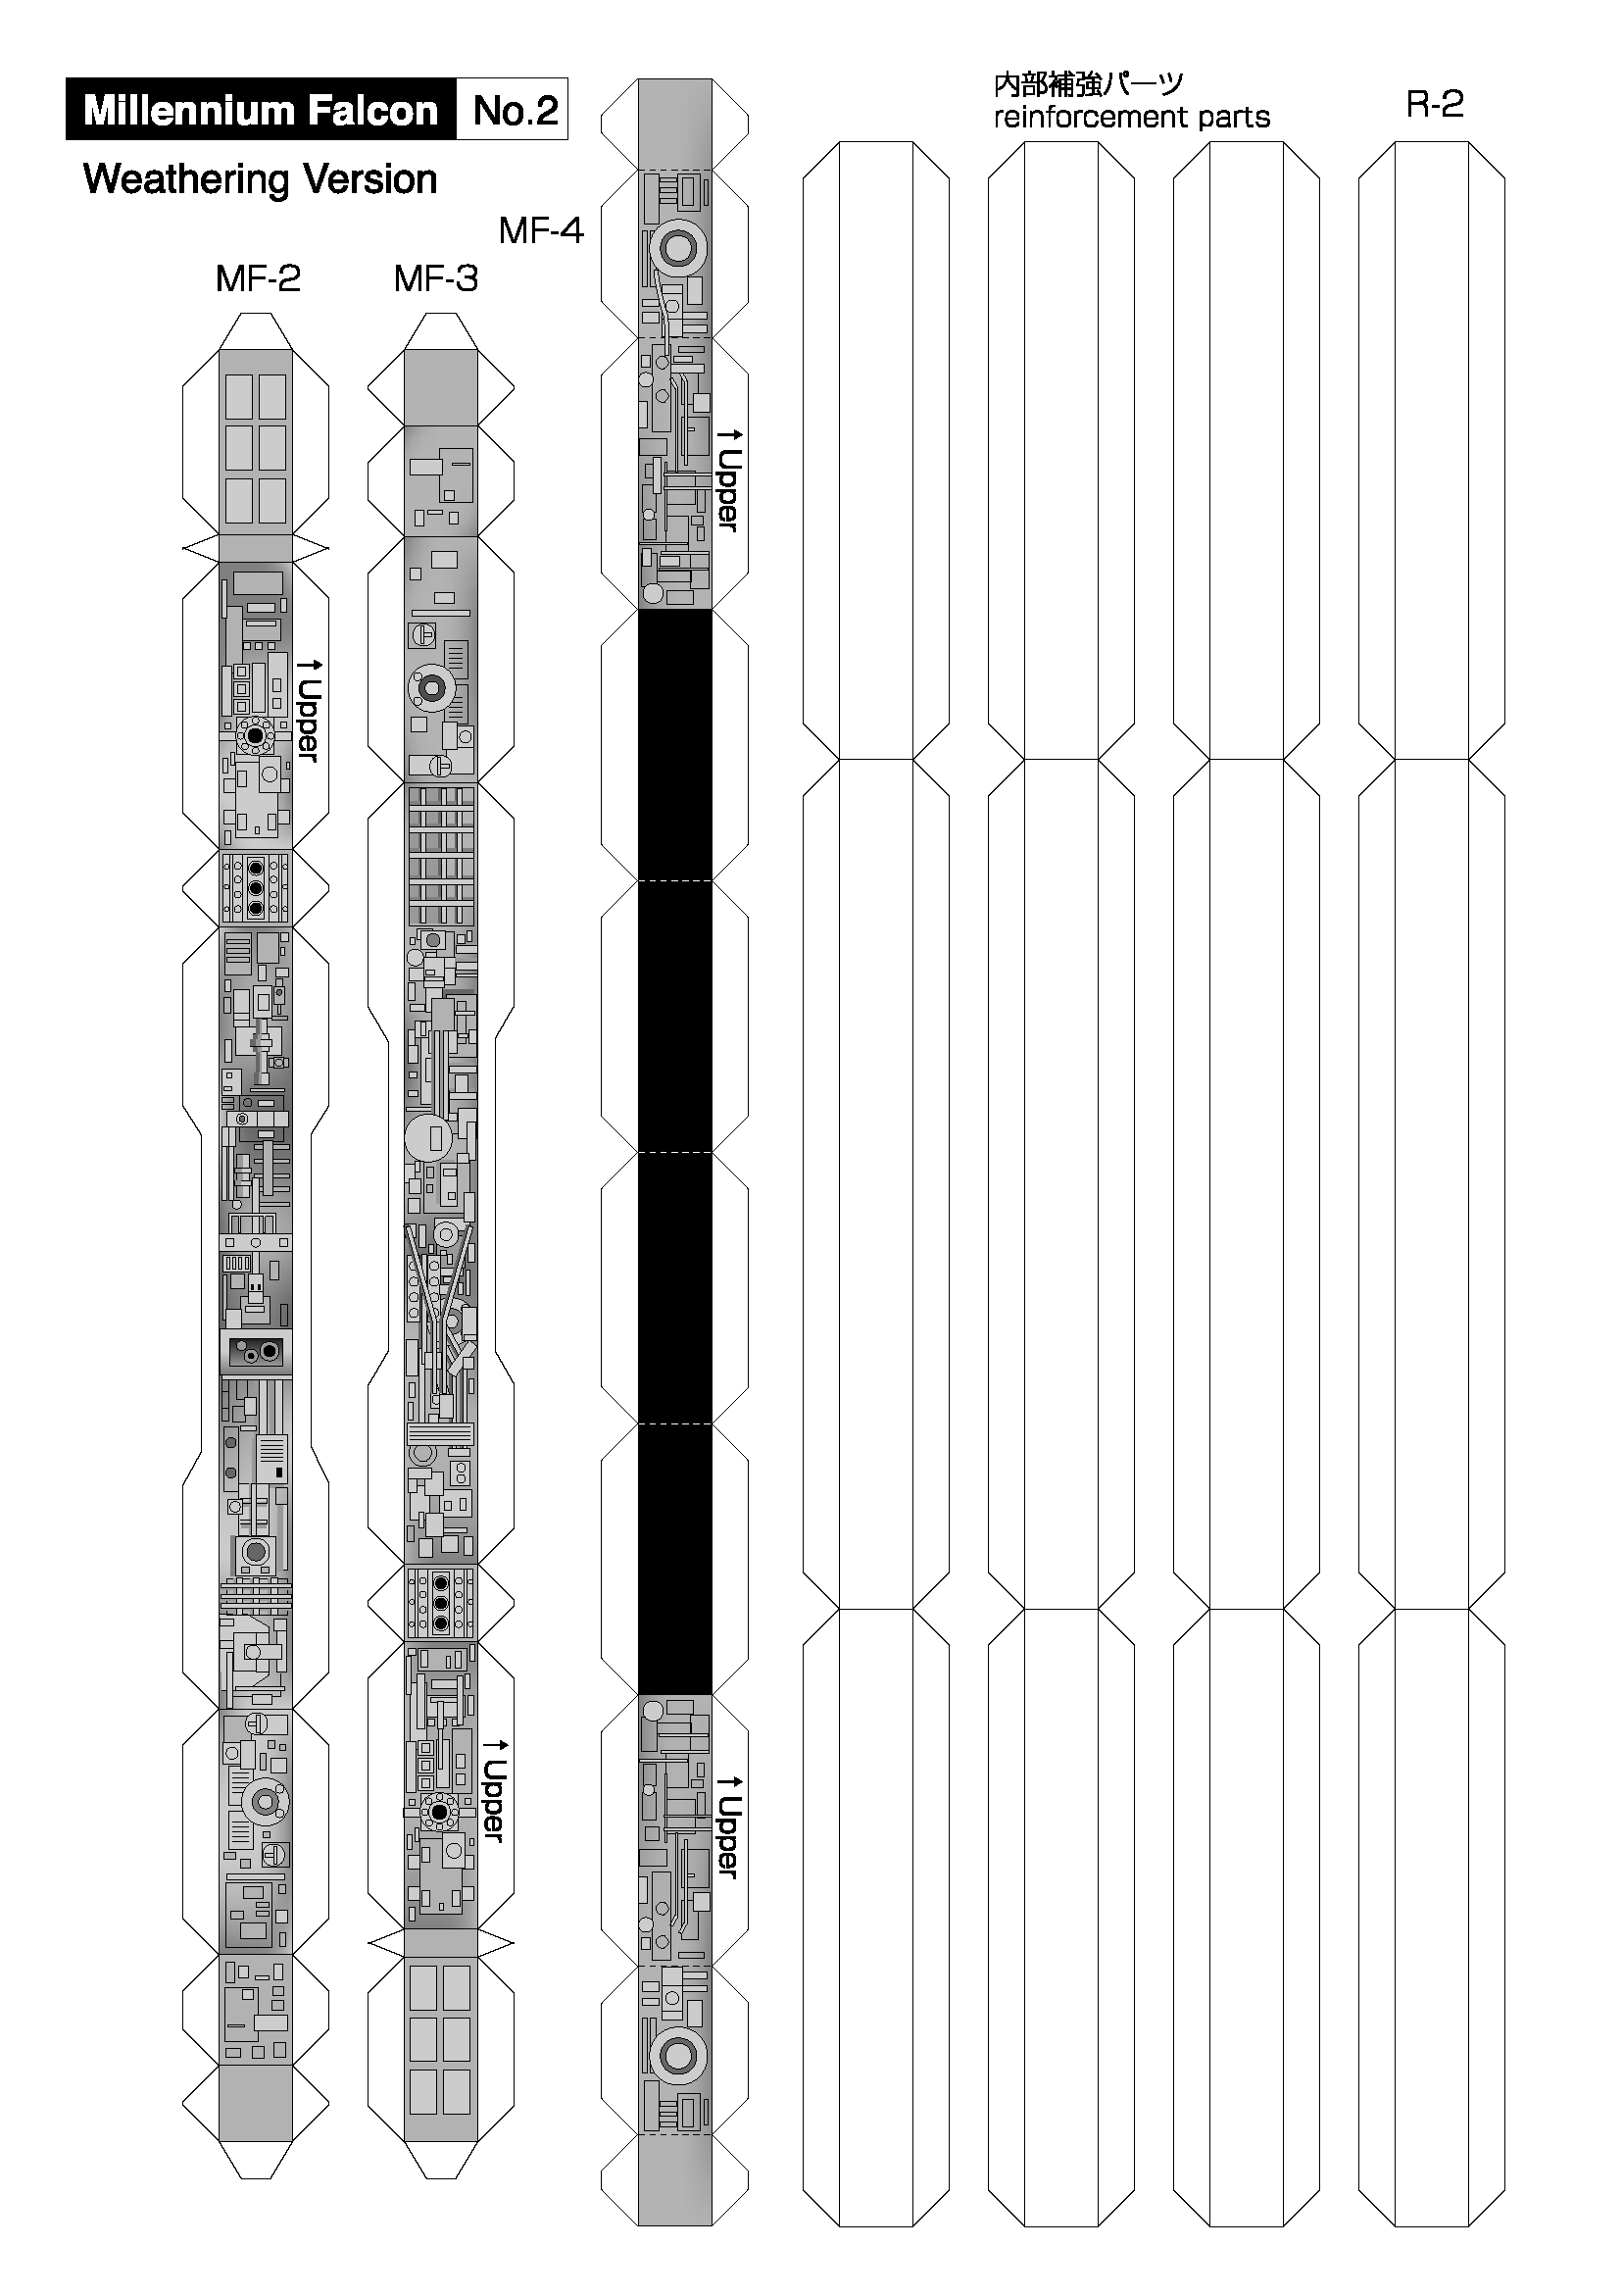 Millennium Falcon No.2
Weathering Version
内部補強パーツ
reinforcement parts
R-2
MF-4
MF-2
MF-3
↑ Upper
↑ Upper
↑ Upper
↑ Upper